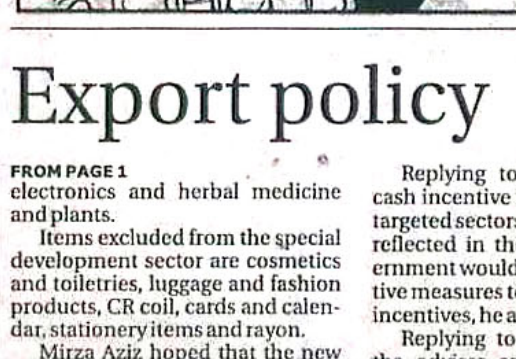 Export policy
FROM PAGE 1
electronics and herbal medicine
and plants.
Items excluded from the special
development sector are cosmetics
and toiletries, luggage and fashion
products, CR coil, cards and calen-
dar, stationery items and rayon.
Mirza Aziz hoped that the new
Replying to
cash incentive
targeted sectors
reflected in th
ernment would
tive measures to
incentives, he a
Replying to